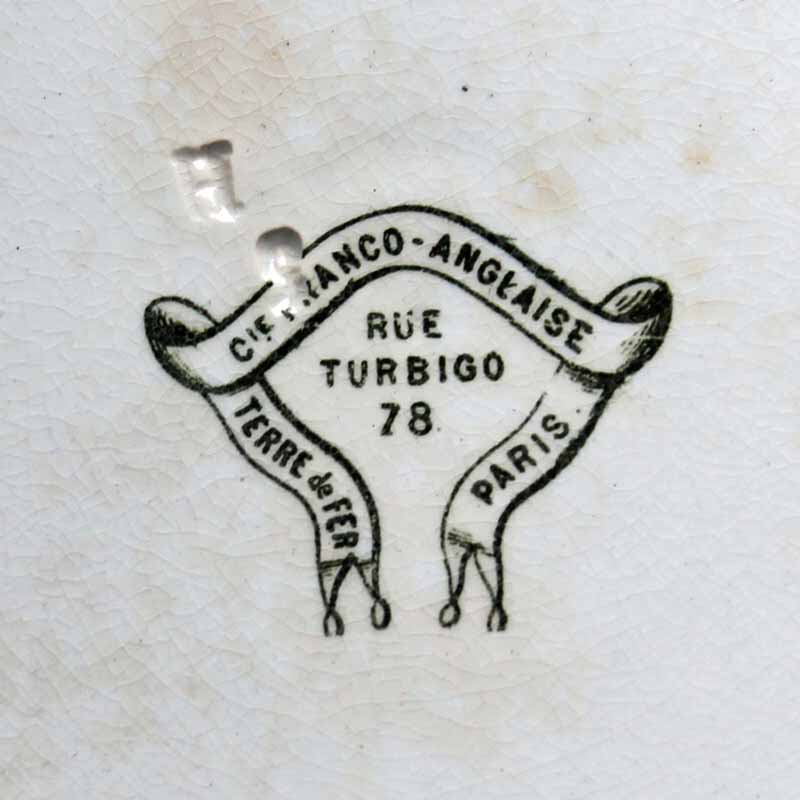 CIE FRANCO-ANGLAISE
RUE
TURBIGO
78
TERRE de FER
PARIS.